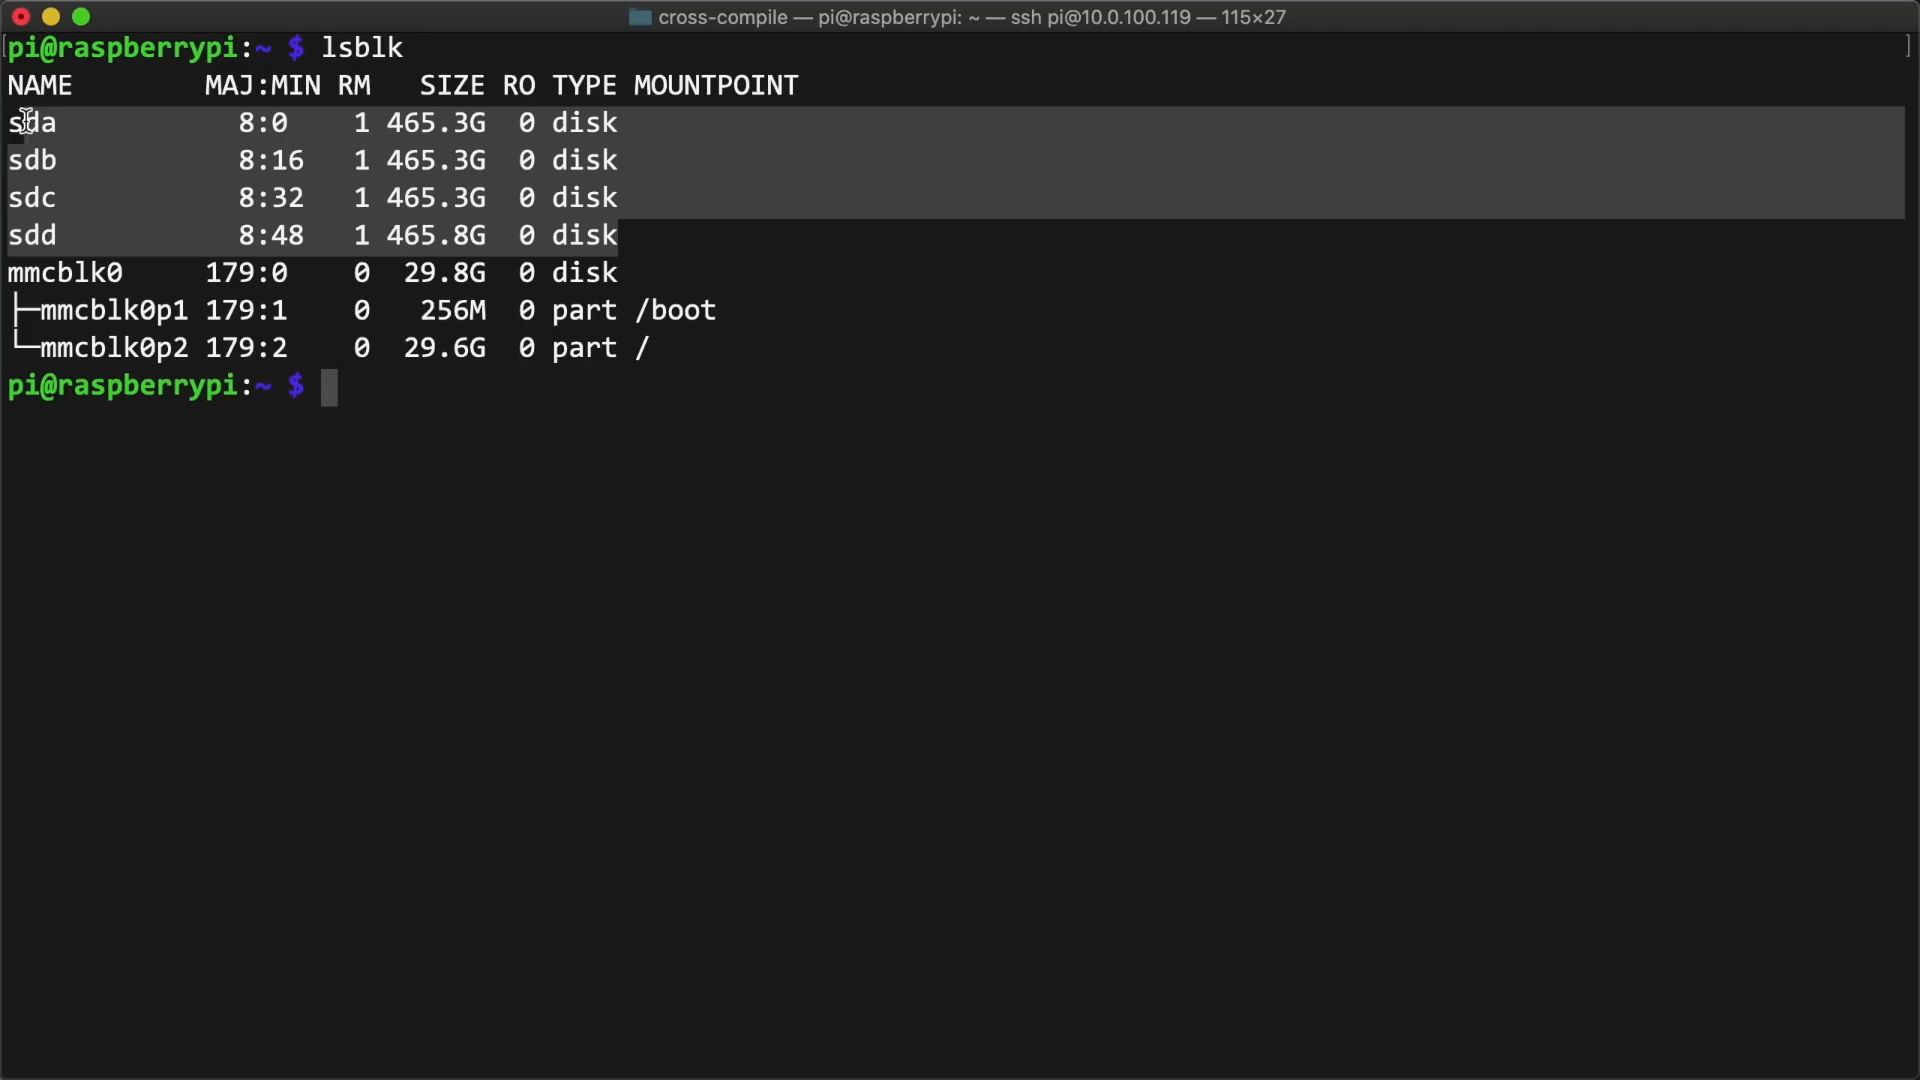 cross-compile — pi@raspberrypi: ~ — ssh pi@10.0.100.119 — 115×27
[pi@raspberrypi:~ $ lsblk ]
NAME        MAJ:MIN RM   SIZE RO TYPE MOUNTPOINT
sda           8:0    1 465.3G  0 disk
sdb           8:16   1 465.3G  0 disk
sdc           8:32   1 465.3G  0 disk
sdd           8:48   1 465.8G  0 disk
mmcblk0     179:0    0  29.8G  0 disk
├─mmcblk0p1 179:1    0   256M  0 part /boot
└─mmcblk0p2 179:2    0  29.6G  0 part /
pi@raspberrypi:~ $